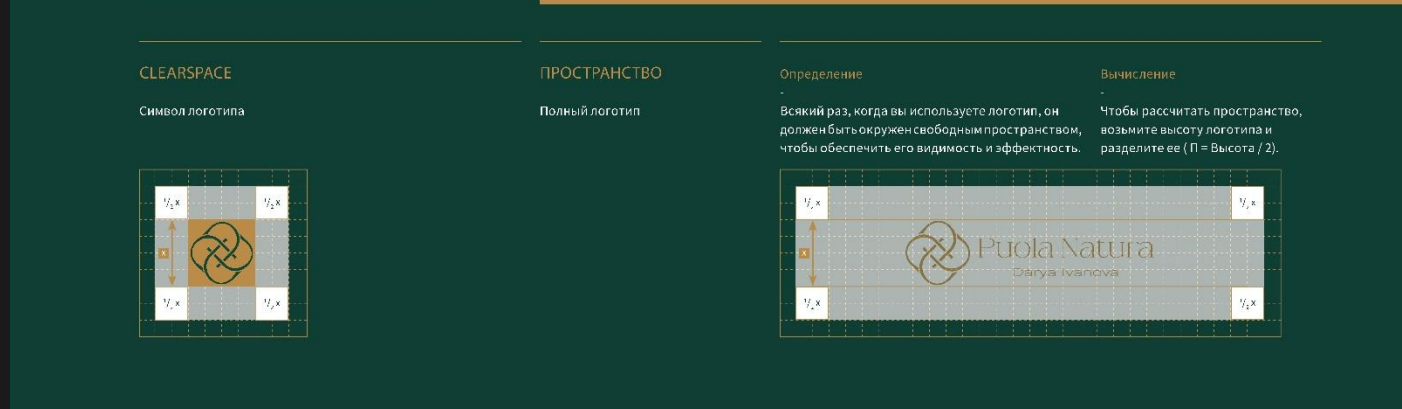 CLEARSPACE
Символ логотипа
ПРОСТРАНСТВО
Полный логотип
Определение
-
Всякий раз, когда вы используете логотип, он
должен быть окружен свободным пространством,
чтобы обеспечить его видимость и эффектность.
Вычисление
-
Чтобы рассчитать пространство,
возьмите высоту логотипа и
разделите ее ( П = Высота / 2).
1/2 x
1/2 x
x
1/2 x
1/2 x
1/2 x
1/2 x
x
Puola Natura
Darya Ivanova
1/2 x
1/2 x